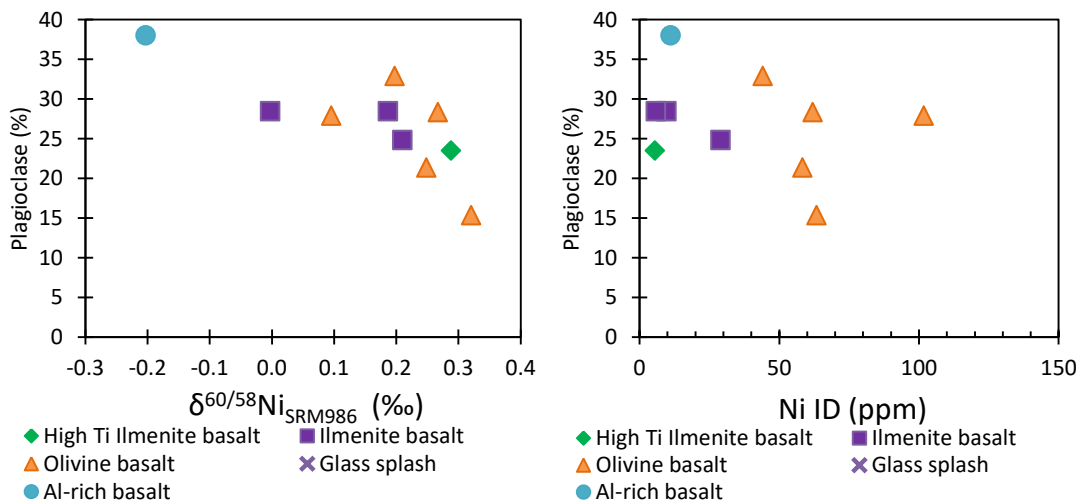 40
35
30
25
20
15
10
5
0
Plagioclase (%)
-0.3 -0.2 -0.1 0.0 0.1 0.2 0.3 0.4
δ60/58NiSRM986 (‰)
High Ti Ilmenite basalt Ilmenite basalt
Olivine basalt Glass splash
Al-rich basalt
40
35
30
25
20
15
10
5
0
Plagioclase (%)
0 50 100 150
Ni ID (ppm)
High Ti Ilmenite basalt Ilmenite basalt
Olivine basalt Glass splash
Al-rich basalt